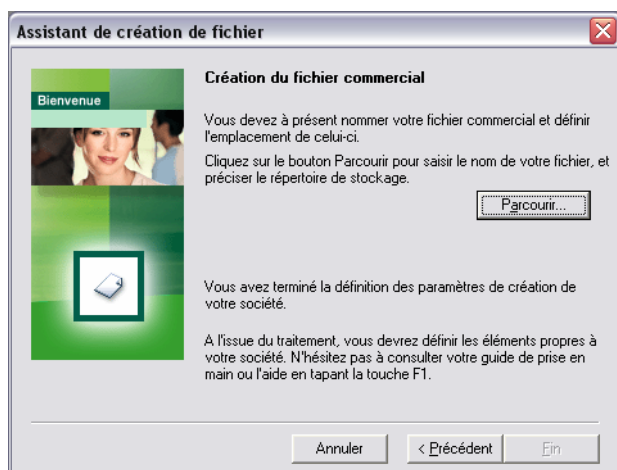 Assistant de création de fichier
Bienvenue
Création du fichier commercial
Vous devez à présent nommer votre fichier commercial et définir
l'emplacement de celui-ci.
Cliquez sur le bouton Parcourir pour saisir le nom de votre fichier, et
préciser le répertoire de stockage.
Parcourir...
Vous avez terminé la définition des paramètres de création de
votre société.
A l'issue du traitement, vous devrez définir les éléments propres à
votre société. N'hésitez pas à consulter votre guide de prise en
main ou l'aide en tapant la touche F1.
Annuler
< Précédent
Fin